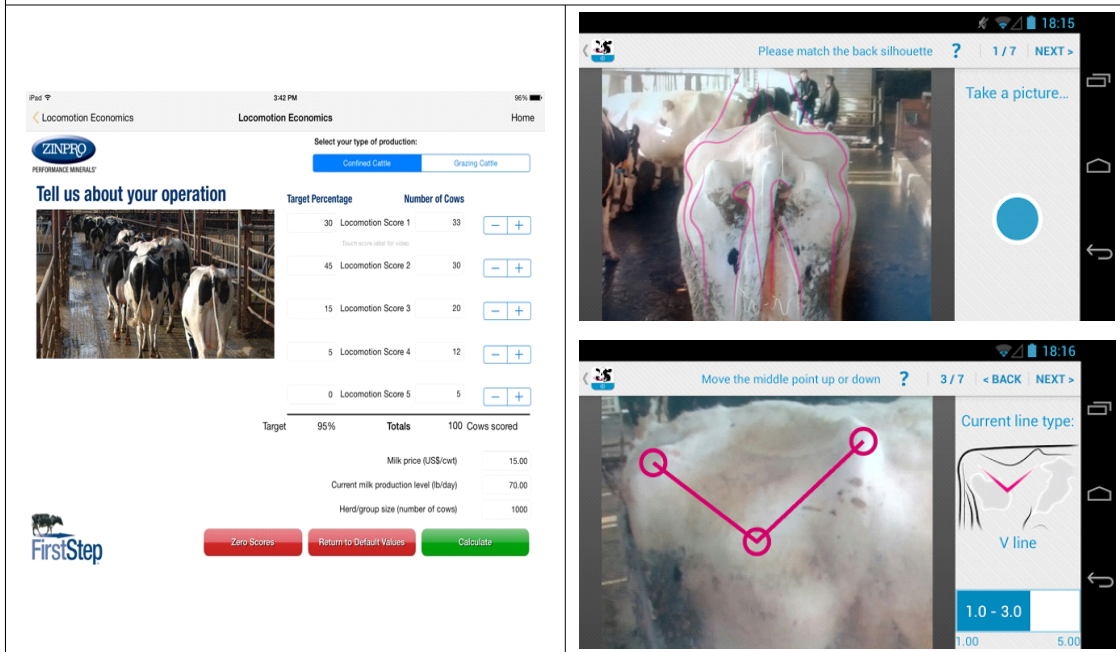 iPad 3:42 PM 96%
Locomotion Economics Locomotion Economics Home
ZINPRO
PERFORMANCE MINERALS®
Select your type of production:
Confined Cattle Grazing Cattle
Tell us about your operation
Target Percentage Number of Cows
30 Locomotion Score 1 33 − +
Touch score label for video
45 Locomotion Score 2 30 − +
15 Locomotion Score 3 20 − +
5 Locomotion Score 4 12 − +
0 Locomotion Score 5 5 − +
Target 95% Totals 100 Cows scored
Milk price (US$/cwt) 15.00
Current milk production level (lb/day) 70.00
Herd/group size (number of cows) 1000
FirstStep
Zero Scores Return to Default Values Calculate
18:15
Please match the back silhouette ? 1 / 7 NEXT >
Take a picture...
18:16
Move the middle point up or down ? 3 / 7 < BACK NEXT >
Current line type:
V line
1.0 - 3.0
1.00 5.00